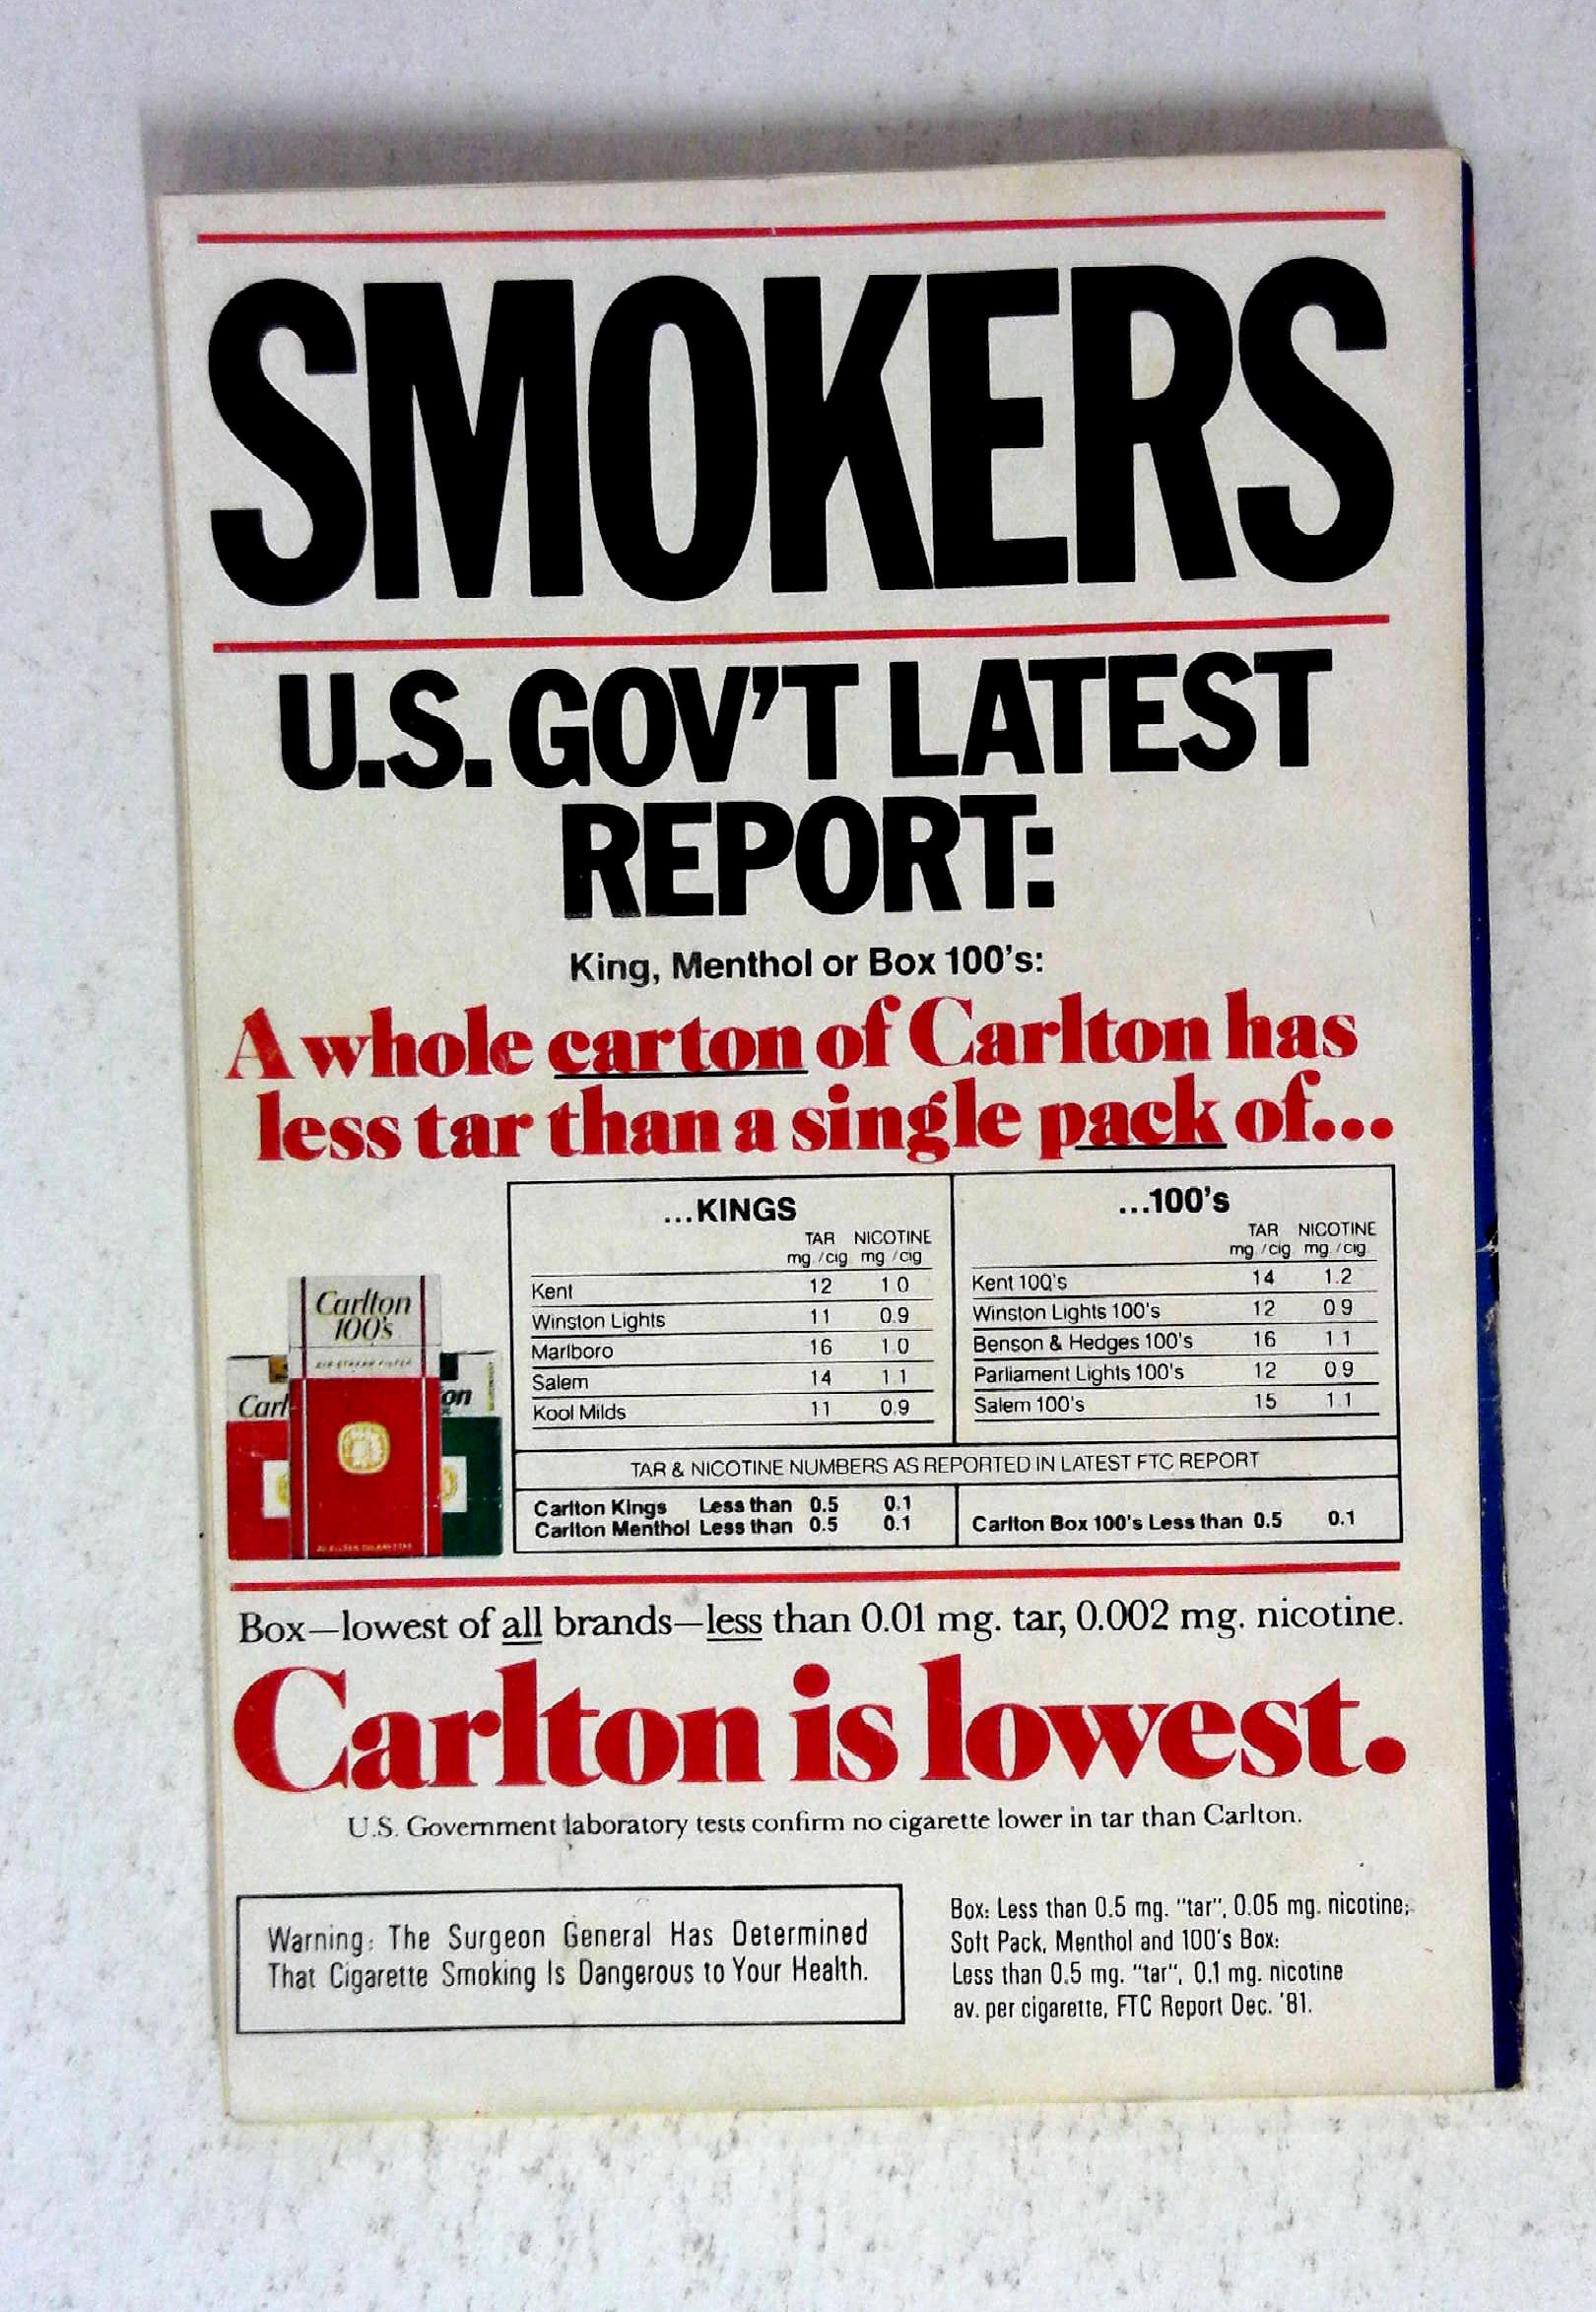 SMOKERS
U.S. GOV'T LATEST
REPORT:
King, Menthol or Box 100's:
A whole carton of Carlton has
less tar than a single pack of...
...KINGS
TAR NICOTINE
mg./cig mg./cig
Kent 12 1.0
Winston Lights 11 0.9
Marlboro 16 1.0
Salem 14 1.1
Kool Milds 11 0.9
...100's
TAR NICOTINE
mg./cig mg./cig
Kent 100's 14 1.2
Winston Lights 100's 12 0.9
Benson & Hedges 100's 16 1.1
Parliament Lights 100's 12 0.9
Salem 100's 15 1.1
TAR & NICOTINE NUMBERS AS REPORTED IN LATEST FTC REPORT
Carlton Kings Less than 0.5 0.1
Carlton Menthol Less than 0.5 0.1
Carlton Box 100's Less than 0.5 0.1
Carlton
100's
AIR STREAM FILTER
Carl
on
20 FILTER CIGARETTES
Box—lowest of all brands—less than 0.01 mg. tar, 0.002 mg. nicotine.
Carlton is lowest.
U.S. Government laboratory tests confirm no cigarette lower in tar than Carlton.
Warning: The Surgeon General Has Determined
That Cigarette Smoking Is Dangerous to Your Health.
Box: Less than 0.5 mg. "tar", 0.05 mg. nicotine;
Soft Pack, Menthol and 100's Box:
Less than 0.5 mg. "tar", 0.1 mg. nicotine
av. per cigarette, FTC Report Dec. '81.